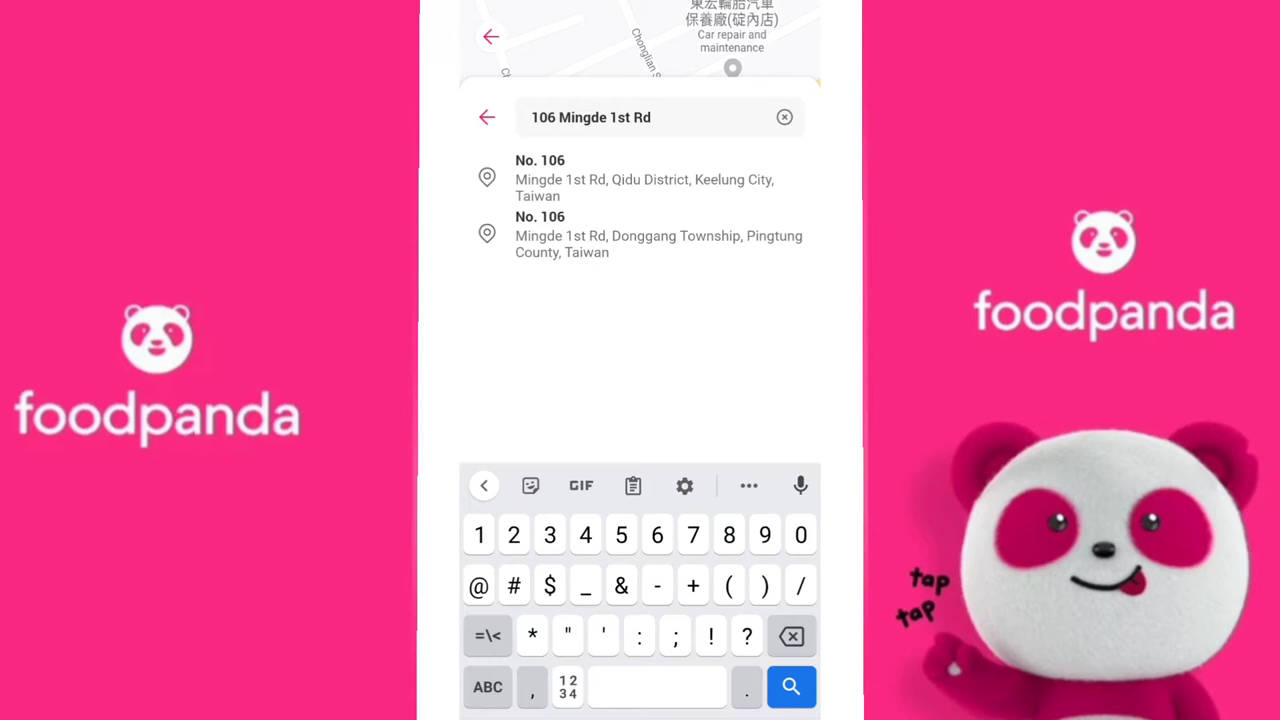 東宏輪胎汽車
保養廠(碇內店)
Car repair and
maintenance
Chonglian S
Ch
106 Mingde 1st Rd
No. 106
Mingde 1st Rd, Qidu District, Keelung City,
Taiwan
No. 106
Mingde 1st Rd, Donggang Township, Pingtung
County, Taiwan
foodpanda
foodpanda
tap
tap
GIF
1 2 3 4 5 6 7 8 9 0
@ # $ _ & - + ( ) /
=\< * " ' : ; ! ?
ABC , 12 .
34